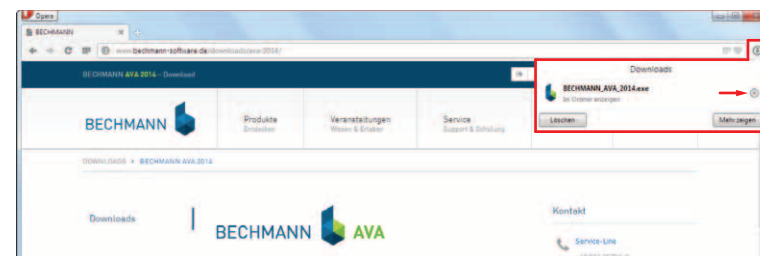 Opera
BECHMANN
www.bechmann-software.de/downloads/ava-2014/
BECHMANN AVA 2014 - Download
Downloads
BECHMANN_AVA_2014.exe
Im Ordner anzeigen
Löschen
Mehr zeigen
BECHMANN
Produkte
Entdecken
Veranstaltungen
Wissen & Erleben
Service
Support & Schulung
DOWNLOADS > BECHMANN AVA 2014
Downloads
BECHMANN AVA
Kontakt
Service-Line